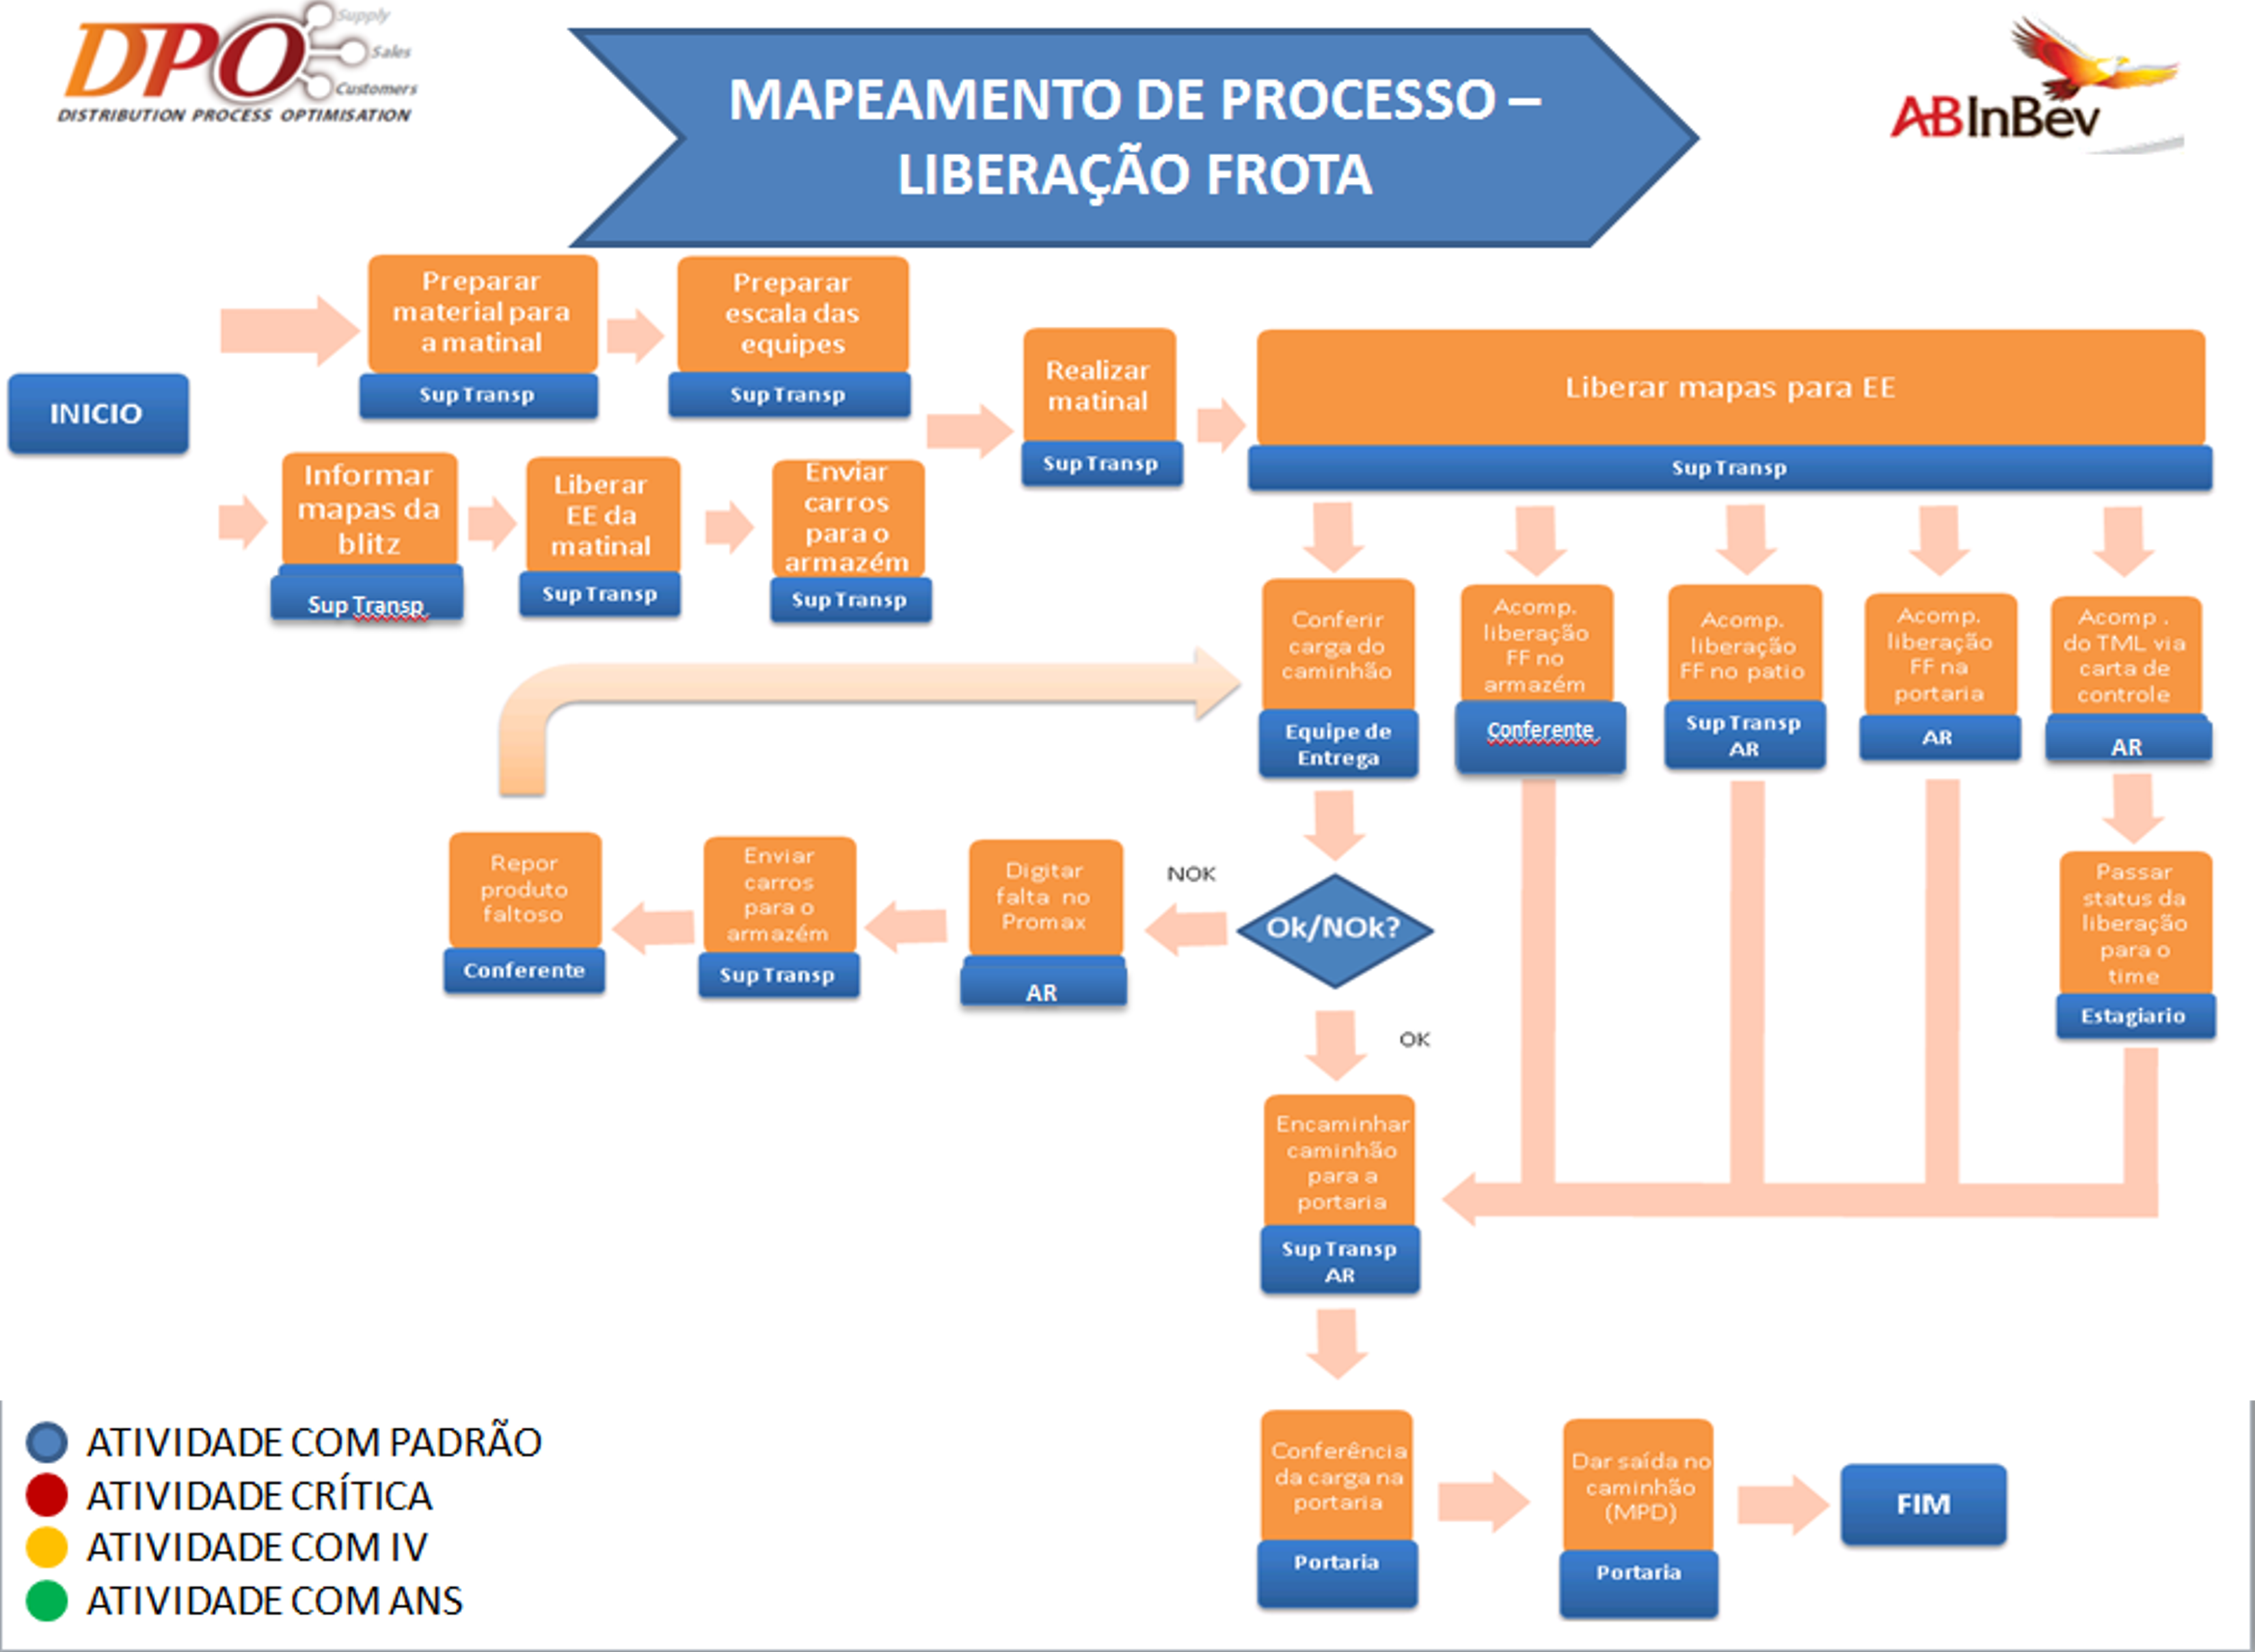 Supply
DPO
Sales
Customers
DISTRIBUTION PROCESS OPTIMISATION
MAPEAMENTO DE PROCESSO –
LIBERAÇÃO FROTA
ABInBev
INICIO
Preparar
material para
a matinal
Sup Transp
Preparar
escala das
equipes
Sup Transp
Informar
mapas da
blitz
Sup Transp
Liberar
EE da
matinal
Sup Transp
Enviar
carros
para o
armazém
Sup Transp
Realizar
matinal
Sup Transp
Liberar mapas para EE
Sup Transp
Conferir
carga do
caminhão
Equipe de
Entrega
Acomp.
liberação
FF no
armazém
Conferente
Acomp.
liberação
FF no patio
Sup Transp
AR
Acomp.
liberação
FF na
portaria
AR
Acomp .
do TML via
carta de
controle
AR
Repor
produto
faltoso
Conferente
Enviar
carros
para o
armazém
Sup Transp
Digitar
falta no
Promax
AR
NOK
Ok/NOk?
OK
Passar
status da
liberação
para o
time
Estagiario
Encaminhar
caminhão
para a
portaria
Sup Transp
AR
Conferência
da carga na
portaria
Portaria
Dar saída no
caminhão
(MPD)
Portaria
FIM
ATIVIDADE COM PADRÃO
ATIVIDADE CRÍTICA
ATIVIDADE COM IV
ATIVIDADE COM ANS